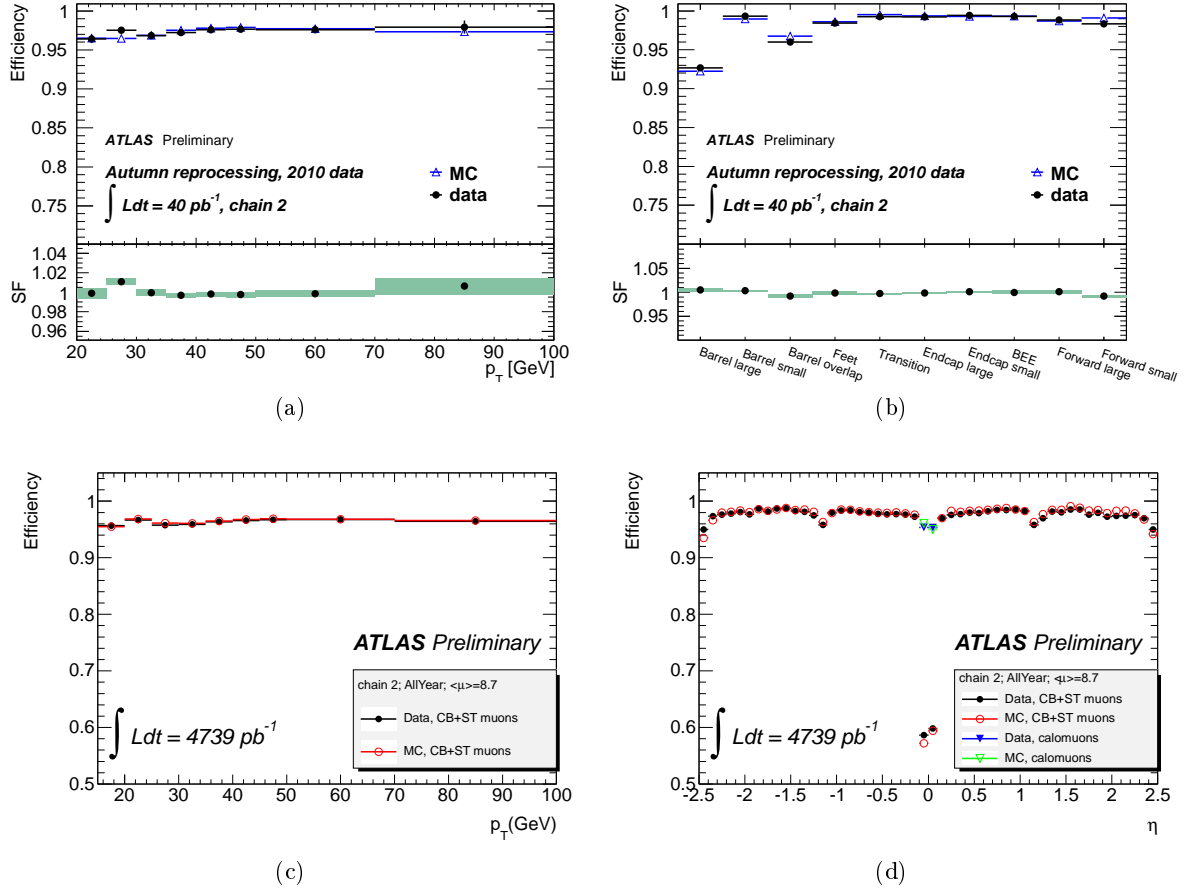 Efficiency
1
0.95
0.9
0.85
0.8
0.75
ATLAS Preliminary
Autumn reprocessing, 2010 data
∫ Ldt = 40 pb⁻¹, chain 2
MC
data
SF
1.04
1.02
1
0.98
0.96
20 30 40 50 60 70 80 90 100
p_T [GeV]
(a)
Efficiency
1
0.95
0.9
0.85
0.8
0.75
ATLAS Preliminary
Autumn reprocessing, 2010 data
∫ Ldt = 40 pb⁻¹, chain 2
MC
data
SF
1.05
1
0.95
Barrel large
Barrel small
Barrel overlap
Feet
Transition
Endcap large
Endcap small
BEE
Forward large
Forward small
(b)
Efficiency
1
0.9
0.8
0.7
0.6
0.5
ATLAS Preliminary
chain 2; AllYear; <μ>=8.7
Data, CB+ST muons
MC, CB+ST muons
∫ Ldt = 4739 pb⁻¹
20 30 40 50 60 70 80 90 100
p_T(GeV)
(c)
Efficiency
1
0.9
0.8
0.7
0.6
0.5
ATLAS Preliminary
chain 2; AllYear; <μ>=8.7
Data, CB+ST muons
MC, CB+ST muons
Data, calomuons
MC, calomuons
∫ Ldt = 4739 pb⁻¹
-2.5 -2 -1.5 -1 -0.5 0 0.5 1 1.5 2 2.5
η
(d)